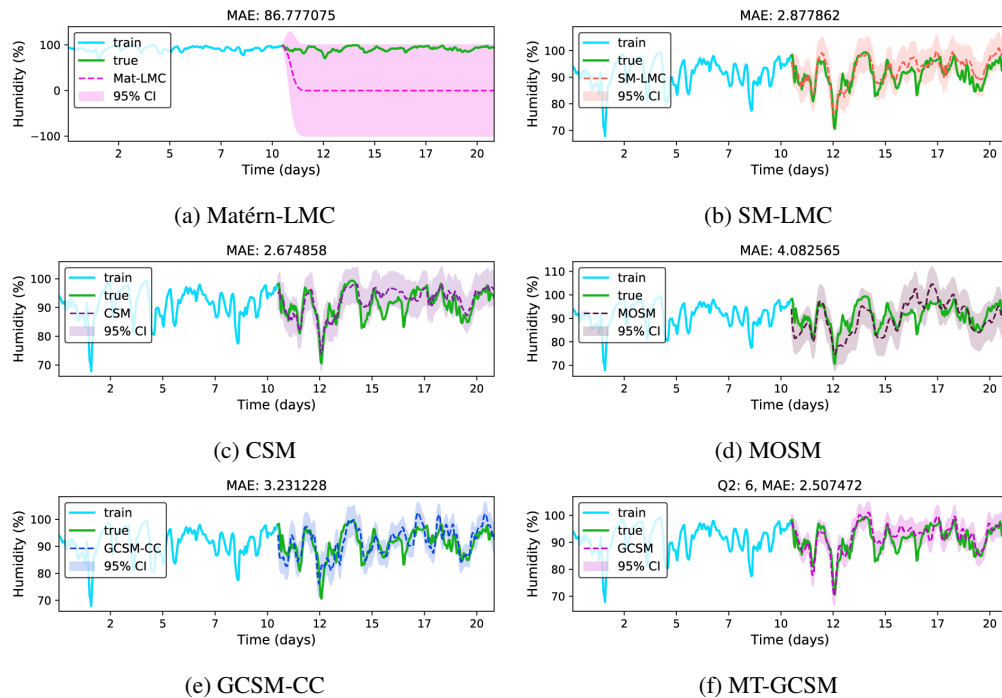 MAE: 86.777075
Humidity (%)
100
0
−100
train
true
Mat-LMC
95% CI
2 5 7 10 12 15 17 20
Time (days)
(a) Matérn-LMC
MAE: 2.877862
Humidity (%)
100
90
80
70
train
true
SM-LMC
95% CI
2 5 7 10 12 15 17 20
Time (days)
(b) SM-LMC
MAE: 2.674858
Humidity (%)
100
90
80
70
train
true
CSM
95% CI
2 5 7 10 12 15 17 20
Time (days)
(c) CSM
MAE: 4.082565
Humidity (%)
110
100
90
80
70
train
true
MOSM
95% CI
2 5 7 10 12 15 17 20
Time (days)
(d) MOSM
MAE: 3.231228
Humidity (%)
100
90
80
70
train
true
GCSM-CC
95% CI
2 5 7 10 12 15 17 20
Time (days)
(e) GCSM-CC
Q2: 6, MAE: 2.507472
Humidity (%)
100
90
80
70
train
true
GCSM
95% CI
2 5 7 10 12 15 17 20
Time (days)
(f) MT-GCSM